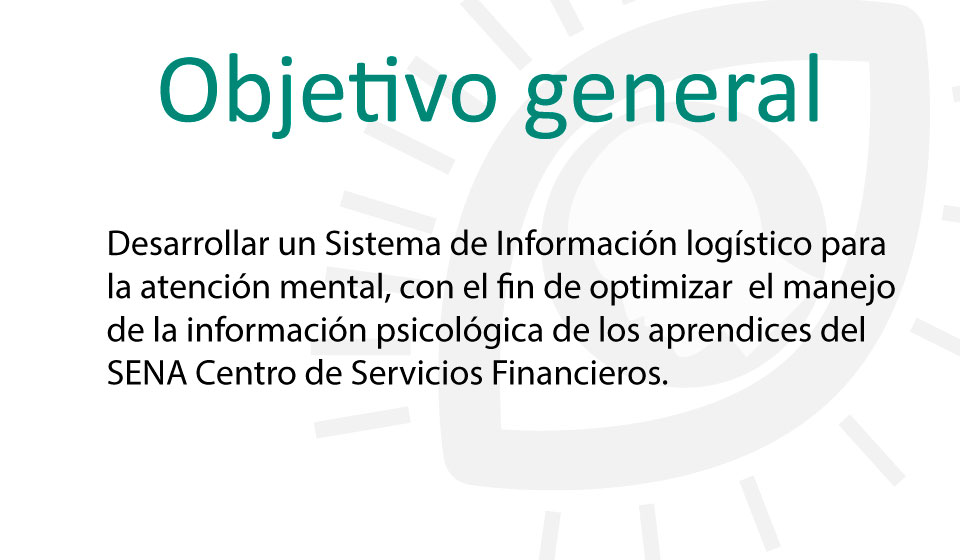 Objetivo general
Desarrollar un Sistema de Información logístico para
la atención mental, con el fin de optimizar  el manejo
de la información psicológica de los aprendices del
SENA Centro de Servicios Financieros.